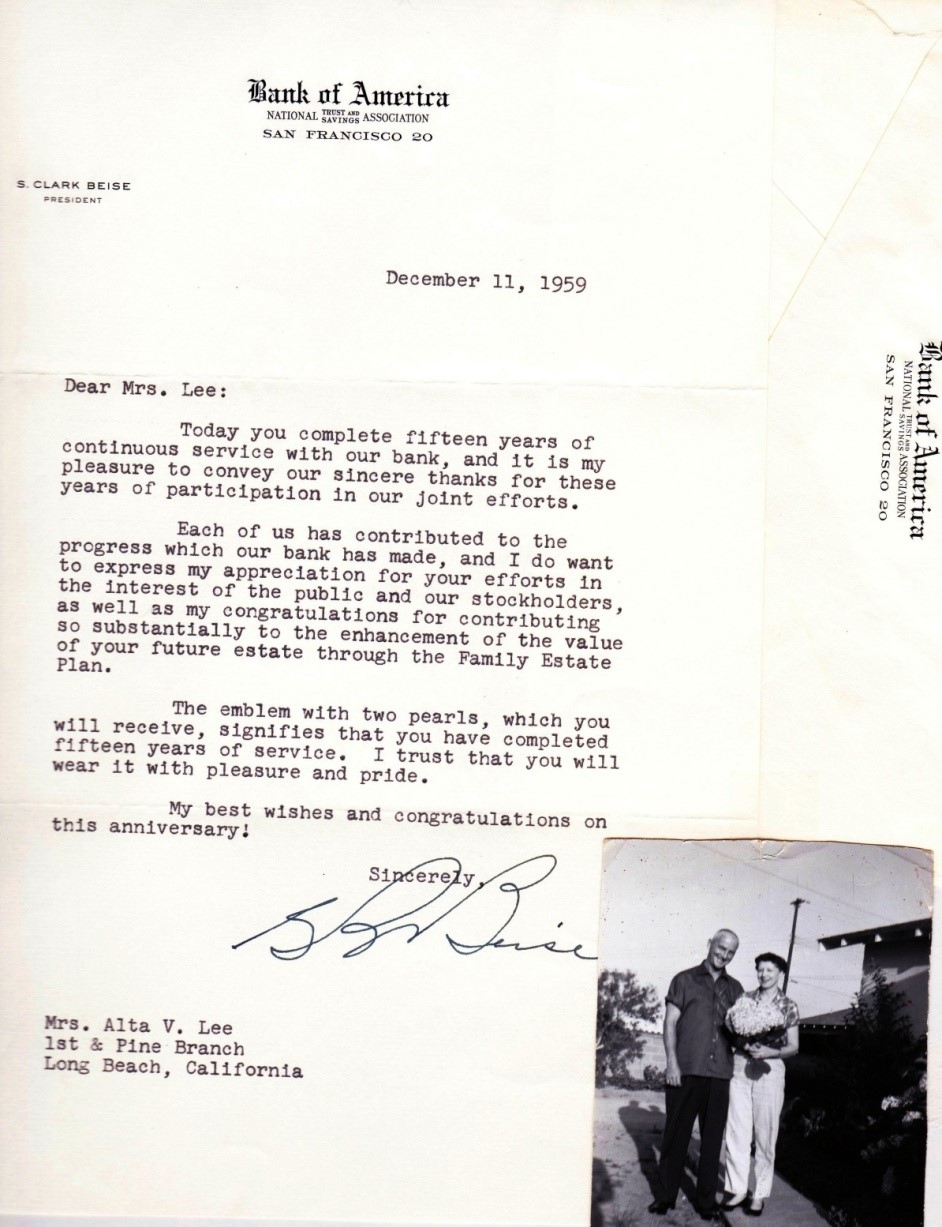 Bank of America
NATIONAL TRUST AND SAVINGS ASSOCIATION
SAN FRANCISCO 20
S. CLARK BEISE
PRESIDENT
December 11, 1959
Dear Mrs. Lee:
Today you complete fifteen years of
continuous service with our bank, and it is my
pleasure to convey our sincere thanks for these
years of participation in our joint efforts.
Each of us has contributed to the
progress which our bank has made, and I do want
to express my appreciation for your efforts in
the interest of the public and our stockholders,
as well as my congratulations for contributing
so substantially to the enhancement of the value
of your future estate through the Family Estate
Plan.
The emblem with two pearls, which you
will receive, signifies that you have completed
fifteen years of service. I trust that you will
wear it with pleasure and pride.
My best wishes and congratulations on
this anniversary!
Sincerely,
S Clark Beise
Mrs. Alta V. Lee
1st & Pine Branch
Long Beach, California
Bank of America
NATIONAL TRUST AND SAVINGS ASSOCIATION
SAN FRANCISCO 20